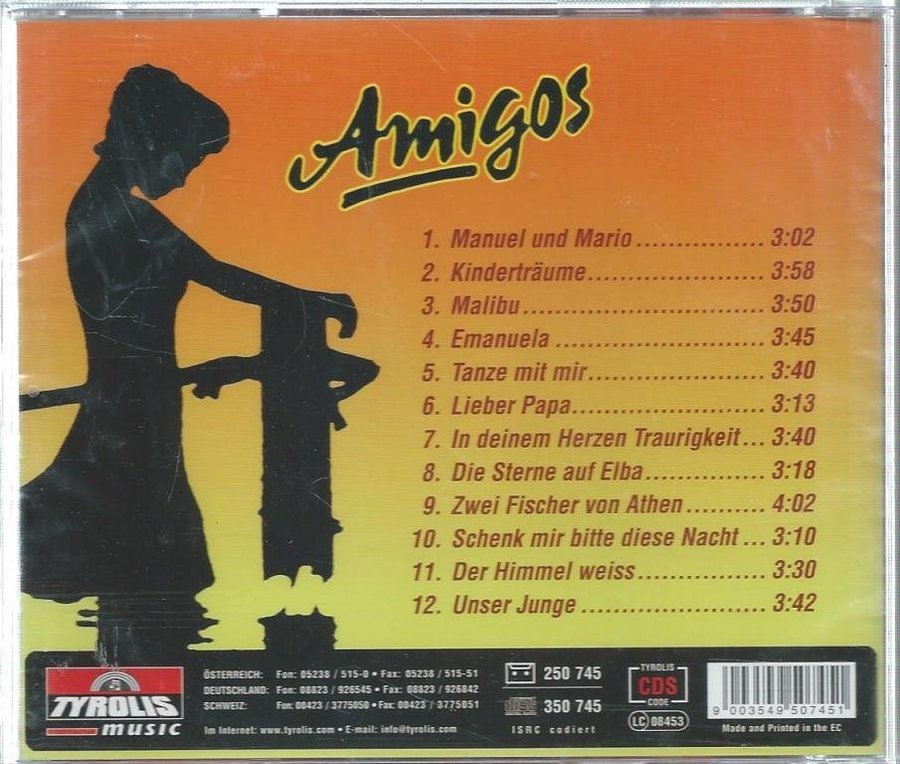 Amigos
1. Manuel und Mario ................ 3:02
2. Kinderträume ...................... 3:58
3. Malibu ............................... 3:50
4. Emanuela ........................... 3:45
5. Tanze mit mir ...................... 3:40
6. Lieber Papa ........................ 3:13
7. In deinem Herzen Traurigkeit ... 3:40
8. Die Sterne auf Elba ............... 3:18
9. Zwei Fischer von Athen .......... 4:02
10. Schenk mir bitte diese Nacht ... 3:10
11. Der Himmel weiss ................ 3:30
12. Unser Junge ....................... 3:42
TYROLIS
music
ÖSTERREICH: Fon: 05238 / 515-0 • Fax: 05238 / 515-51
DEUTSCHLAND: Fon: 08823 / 926545 • Fax: 08823 / 926842
SCHWEIZ: Fon: 00423 / 3775050 • Fax: 00423 / 3775051
Im Internet: www.tyrolis.com • E-mail: info@tyrolis.com
250 745
disc 350 745
ISRC codiert
TYROLIS
CDS
CODE
LC 08453
9 003549 507451
Made and Printed in the EC